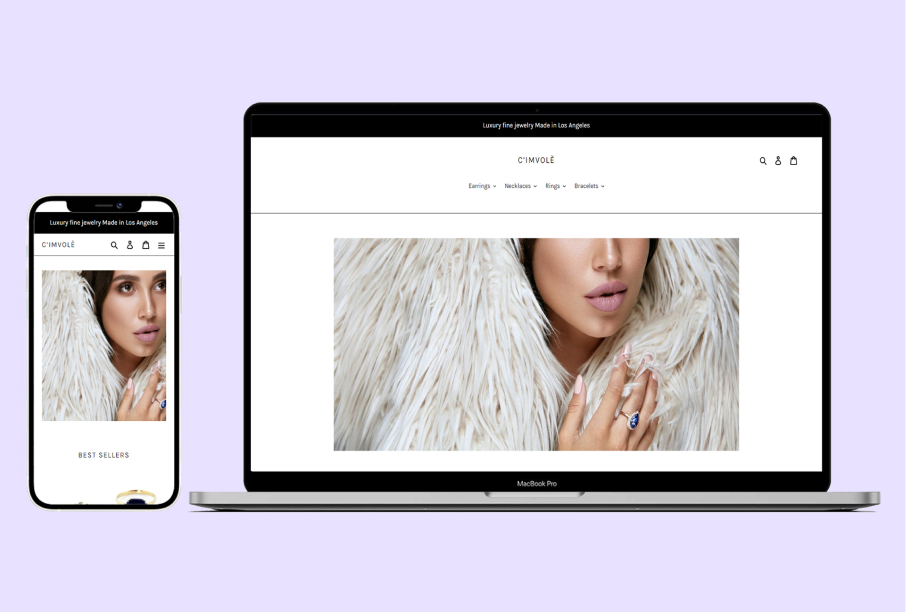 Luxury fine jewelry Made in Los Angeles
C'IMVOLÈ
BEST SELLERS
Luxury fine jewelry Made in Los Angeles
C'IMVOLÈ
Earrings Necklaces Rings Bracelets
MacBook Pro